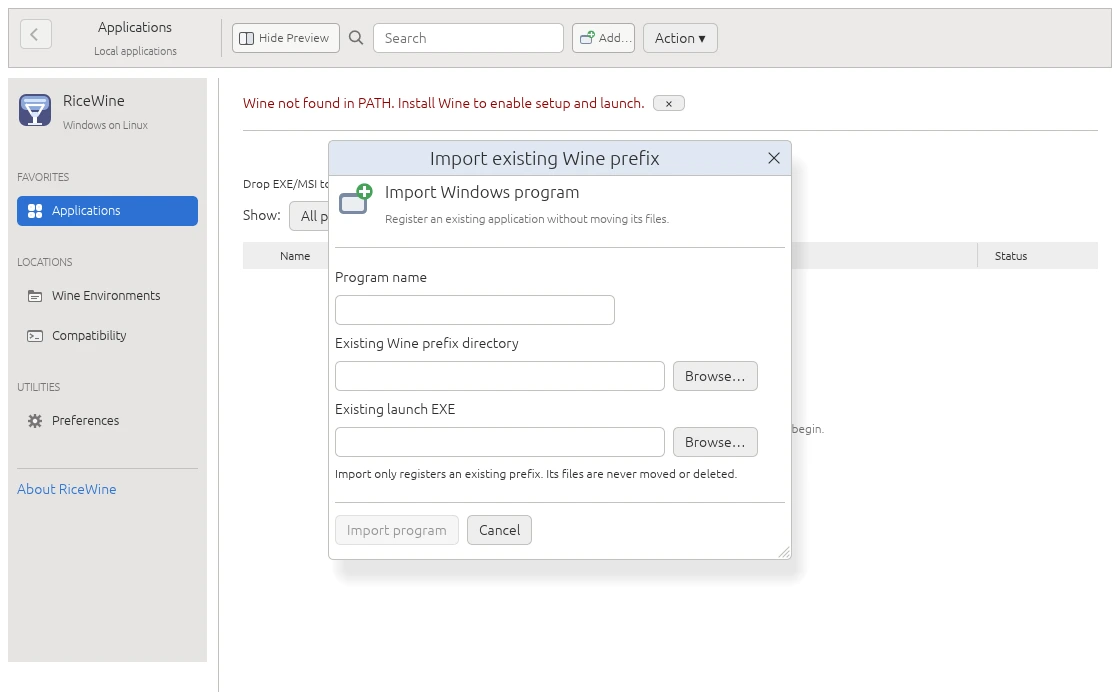 Applications
Local applications
Hide Preview
Search
Add...
Action ▾
RiceWine
Windows on Linux
FAVORITES
Applications
LOCATIONS
Wine Environments
Compatibility
UTILITIES
Preferences
About RiceWine
Wine not found in PATH. Install Wine to enable setup and launch.
×
Drop EXE/MSI
Show:
All
Name
Status
begin.
Import existing Wine prefix
Import Windows program
Register an existing application without moving its files.
Program name
Existing Wine prefix directory
Browse...
Existing launch EXE
Browse...
Import only registers an existing prefix. Its files are never moved or deleted.
Import program
Cancel